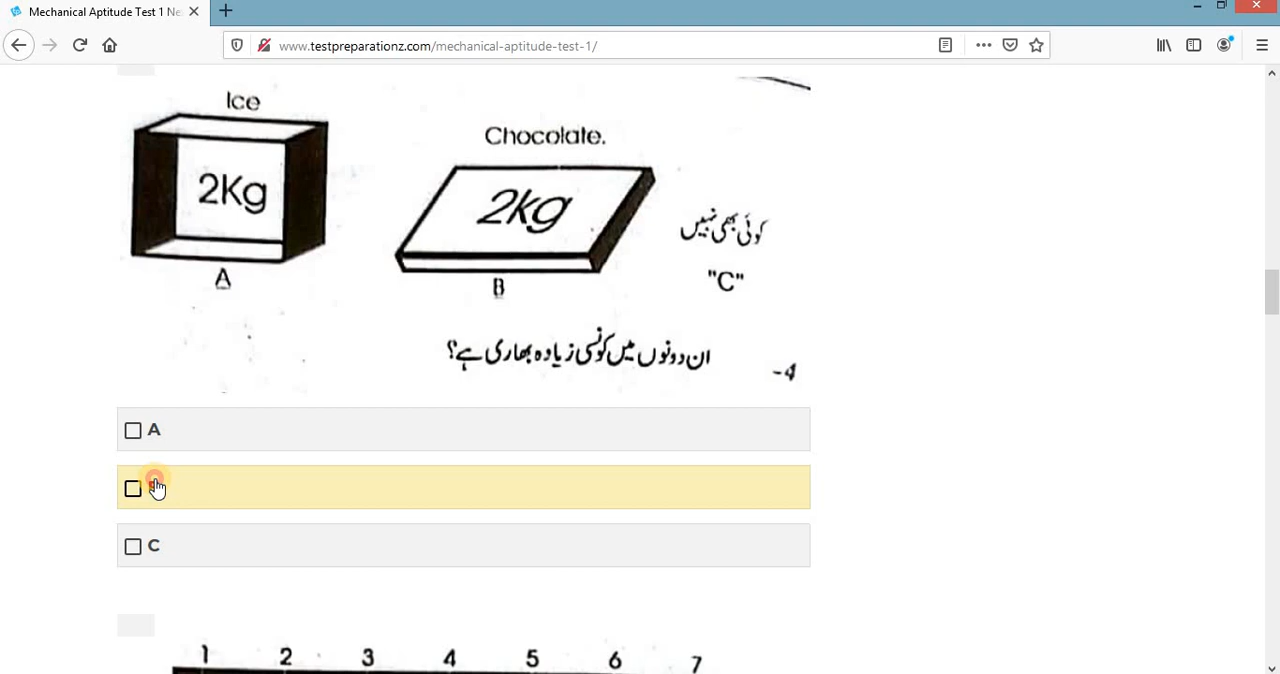 Mechanical Aptitude Test 1 Ne
www.testpreparationz.com/mechanical-aptitude-test-1/
Ice
Chocolate.
2Kg
2kg
کوئی بھی نہیں
A
B
"C"
ان دونوں میں کونسی زیادہ بھاری ہے؟
-4
A
C
1 2 3 4 5 6 7